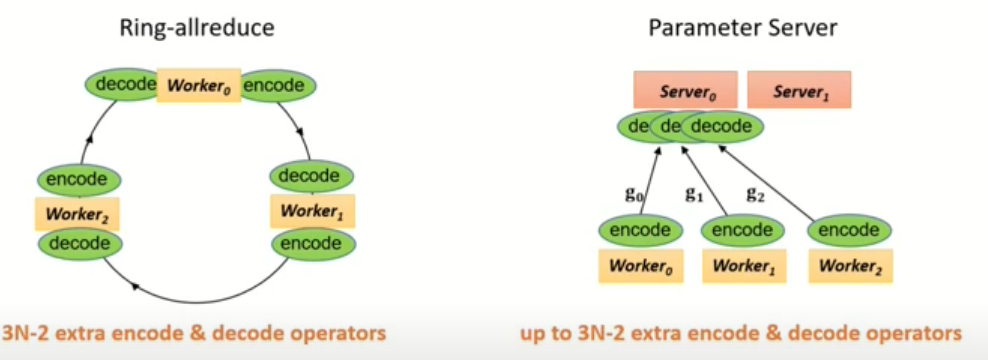 Ring-allreduce
decode Worker₀ encode
encode
decode
Worker₂
Worker₁
decode
encode
3N-2 extra encode & decode operators
Parameter Server
Server₀
Server₁
de de decode
g₀
g₁
g₂
encode
encode
encode
Worker₀
Worker₁
Worker₂
up to 3N-2 extra encode & decode operators